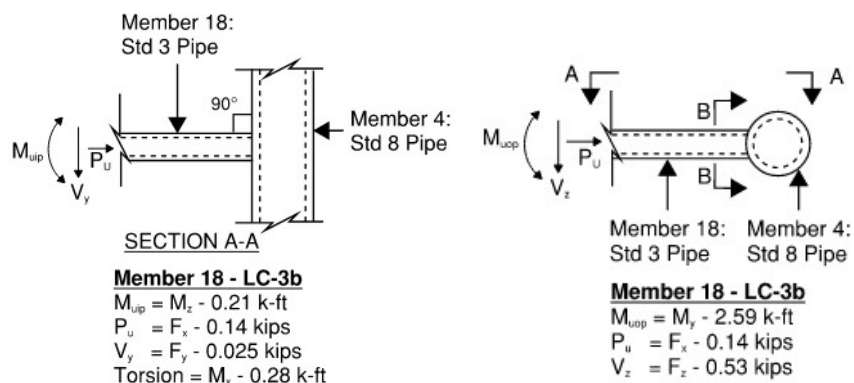 Member 18:
Std 3 Pipe
90°
Member 4:
Std 8 Pipe
Muip
Pu
Vy
SECTION A-A
Member 18 - LC-3b
Muip = Mz - 0.21 k-ft
Pu = Fx - 0.14 kips
Vy = Fy - 0.025 kips
Torsion = Mx - 0.28 k-ft
A
A
B
Muop
Pu
Vz
B
Member 18:
Std 3 Pipe
Member 4:
Std 8 Pipe
Member 18 - LC-3b
Muop = My - 2.59 k-ft
Pu = Fx - 0.14 kips
Vz = Fz - 0.53 kips